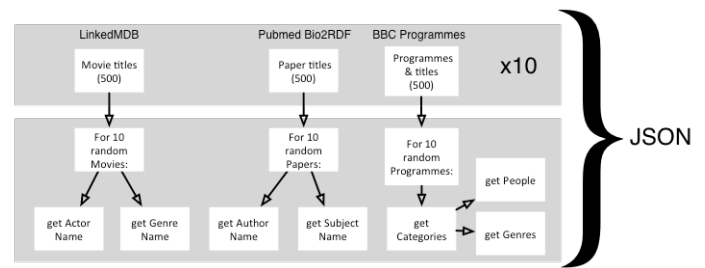 LinkedMDB
Pubmed Bio2RDF
BBC Programmes
Movie titles
(500)
Paper titles
(500)
Programmes
& titles
(500)
x10
For 10
random
Movies:
For 10
random
Papers:
For 10
random
Programmes:
JSON
get People
get Actor
Name
get Genre
Name
get Author
Name
get Subject
Name
get
Categories
get Genres